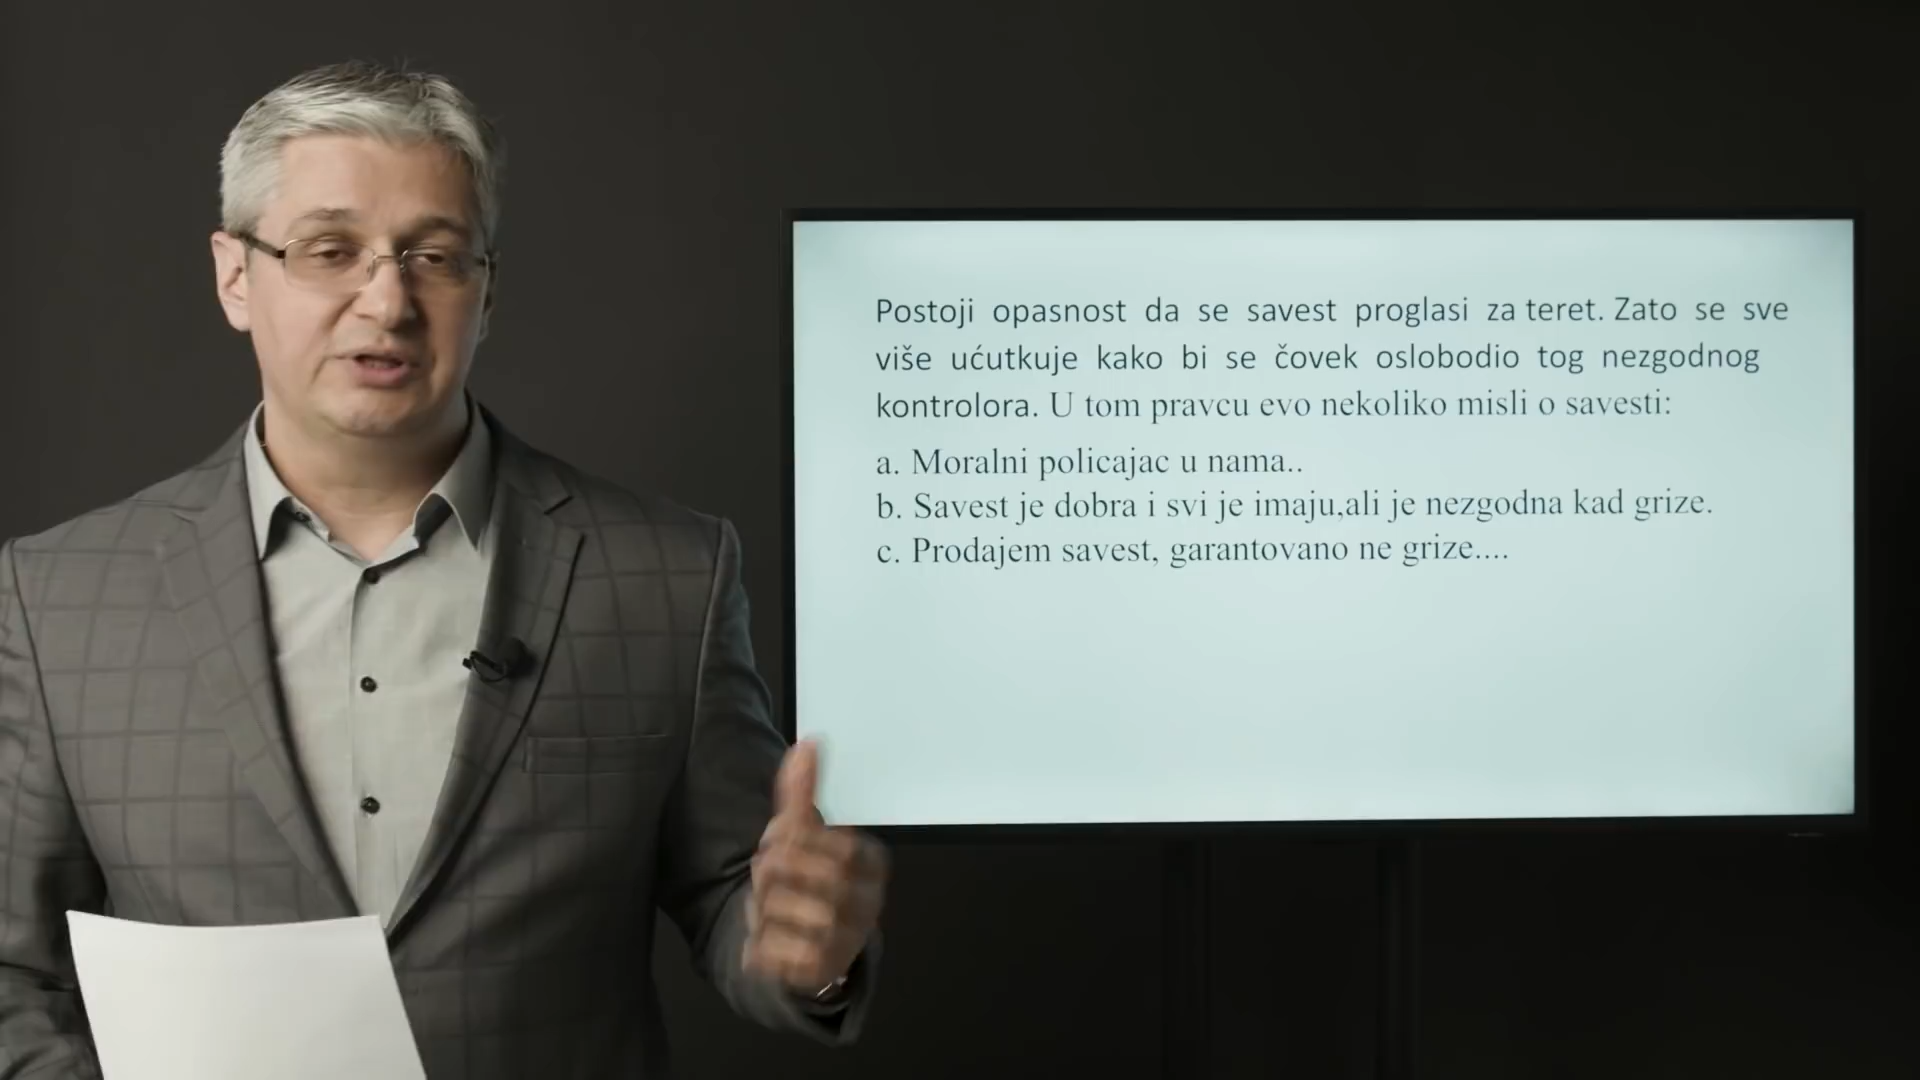 Postoji opasnost da se savest proglasi za teret. Zato se sve
više ućutkuje kako bi se čovek oslobodio tog nezgodnog
kontrolora. U tom pravcu evo nekoliko misli o savesti:
a. Moralni policajac u nama..
b. Savest je dobra i svi je imaju,ali je nezgodna kad grize.
c. Prodajem savest, garantovano ne grize....